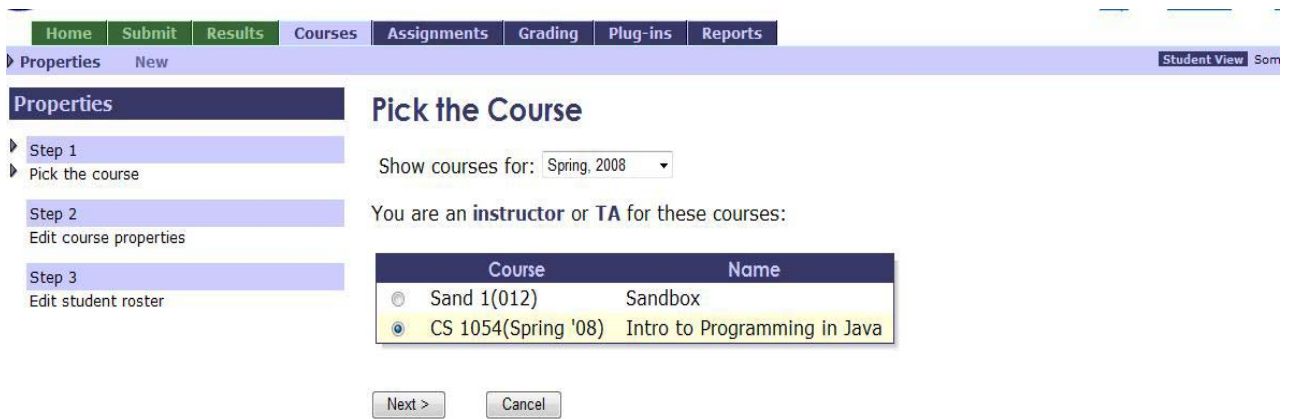 Home Submit Results Courses Assignments Grading Plug-ins Reports
Properties New
Student View
Properties
Step 1
Pick the course
Step 2
Edit course properties
Step 3
Edit student roster
Pick the Course
Show courses for: Spring, 2008
You are an instructor or TA for these courses:
Course Name
Sand 1(012) Sandbox
CS 1054(Spring '08) Intro to Programming in Java
Next > Cancel